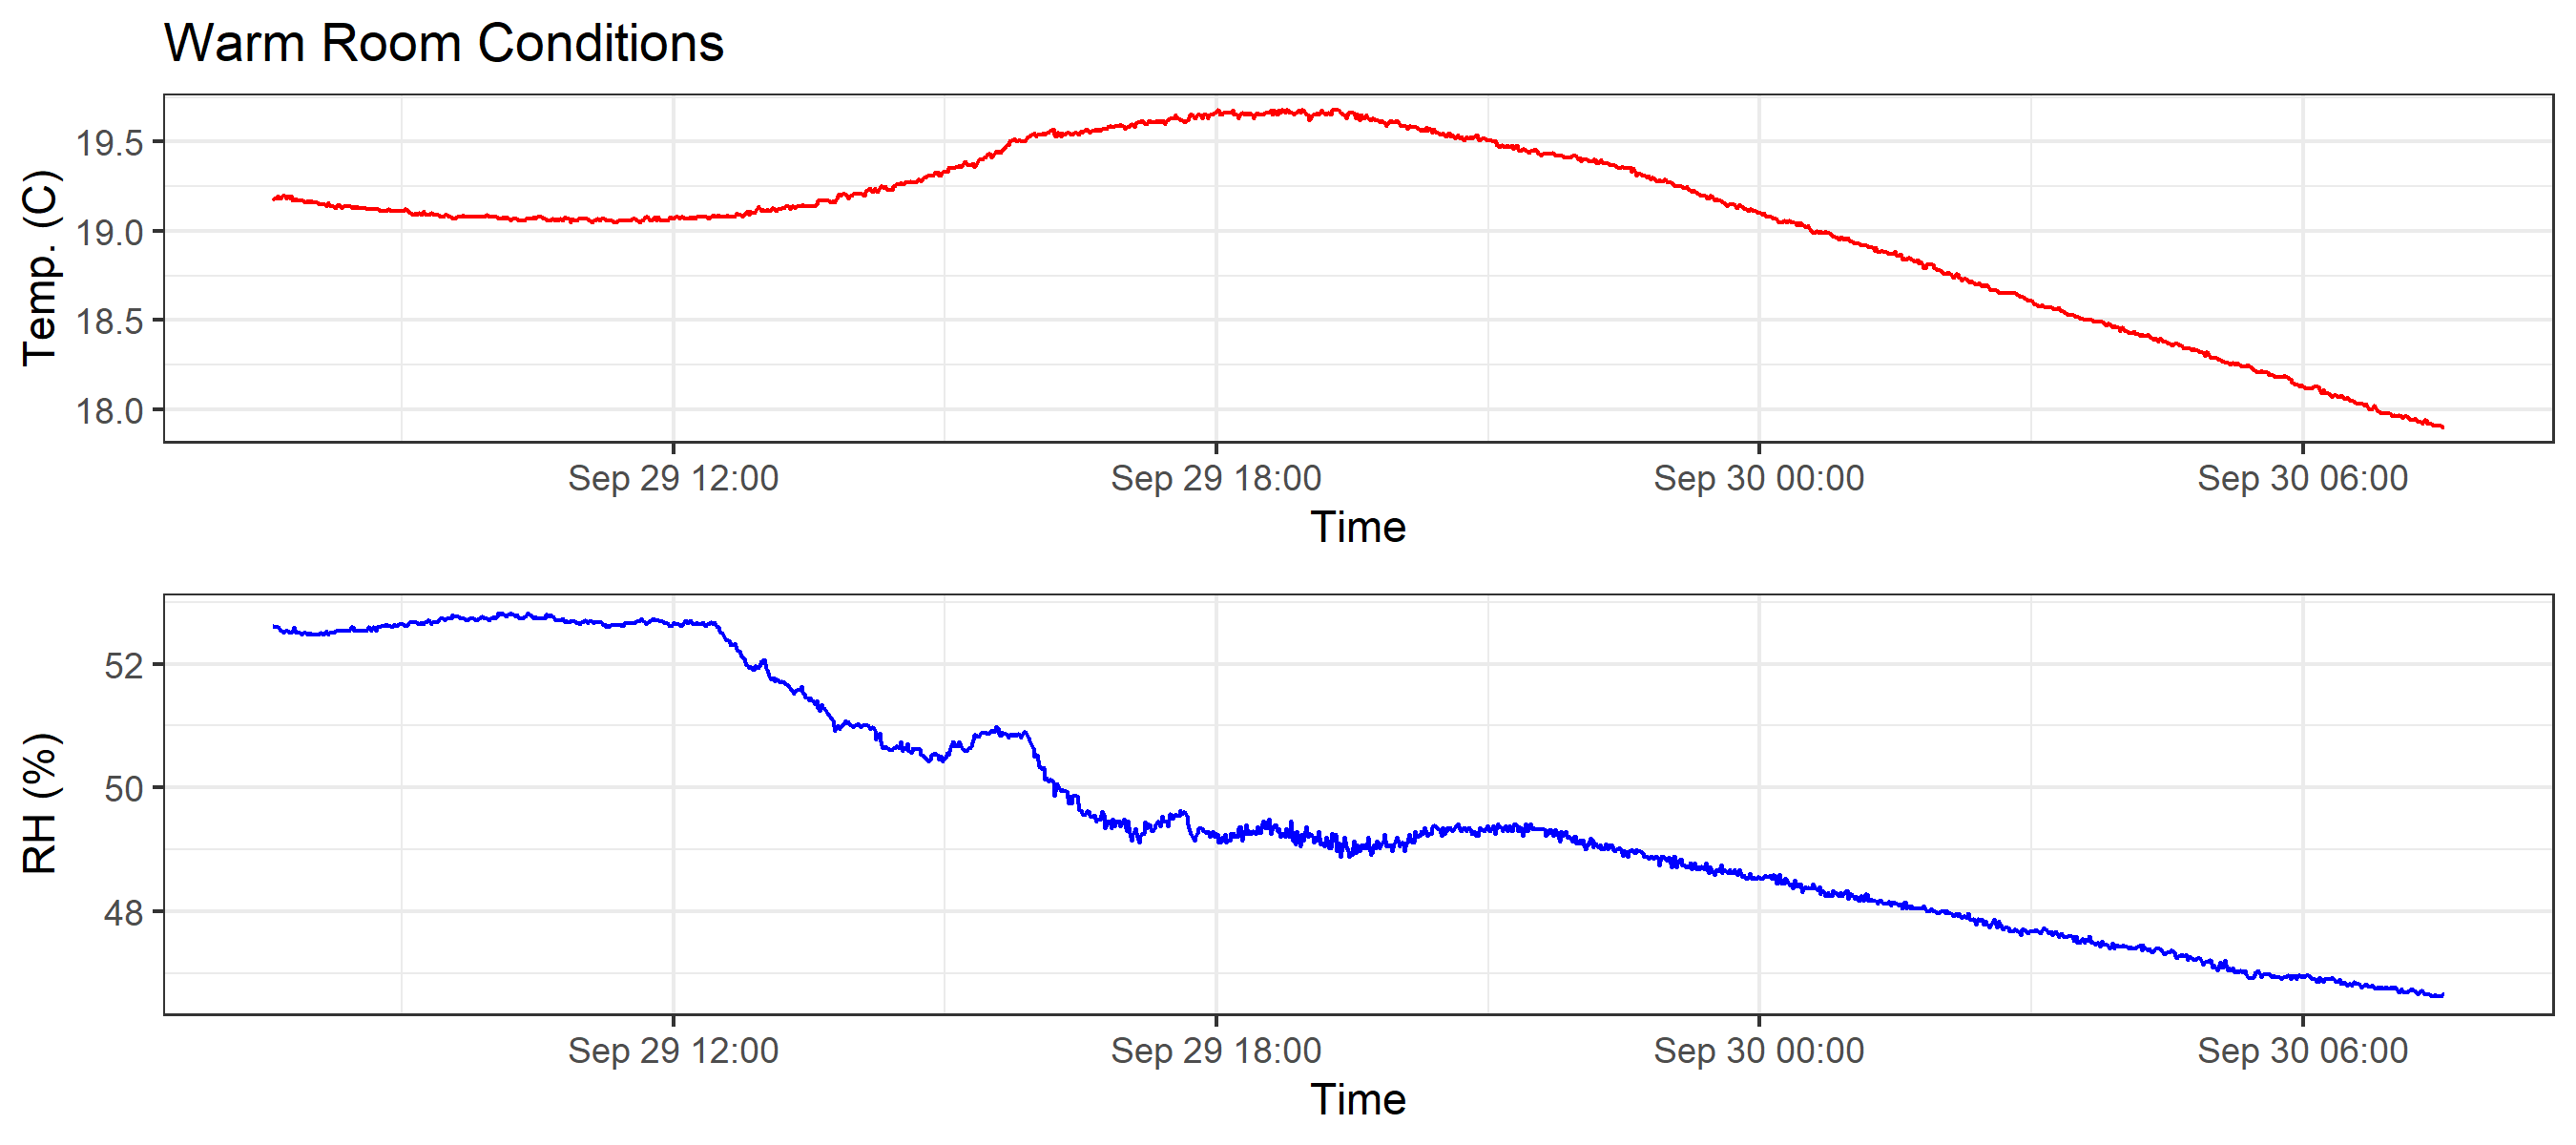 Warm Room Conditions
Temp. (C)
19.5
19.0
18.5
18.0
Sep 29 12:00 Sep 29 18:00 Sep 30 00:00 Sep 30 06:00
Time
RH (%)
52
50
48
Sep 29 12:00 Sep 29 18:00 Sep 30 00:00 Sep 30 06:00
Time